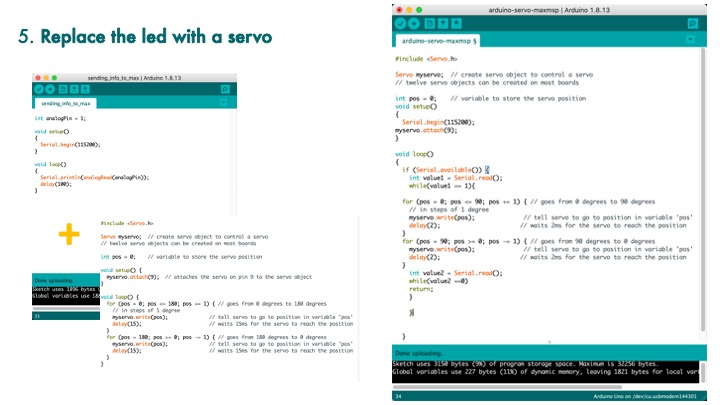 5. Replace the led with a servo
sending_info_to_max | Arduino 1.8.13
sending_info_to_max
int analogPin = 1;
void setup()
{
Serial.begin(115200);
}
void loop()
{
Serial.println(analogRead(analogPin));
delay(100);
}
Done uploading.
Sketch uses 1896 bytes (
Global variables use 188
#include <Servo.h>
Servo myservo;  // create servo object to control a servo
// twelve servo objects can be created on most boards
int pos = 0;    // variable to store the servo position
void setup() {
myservo.attach(9);  // attaches the servo on pin 9 to the servo object
}
void loop() {
for (pos = 0; pos <= 180; pos += 1) { // goes from 0 degrees to 180 degrees
// in steps of 1 degree
myservo.write(pos);              // tell servo to go to position in variable 'pos'
delay(15);                       // waits 15ms for the servo to reach the position
}
for (pos = 180; pos >= 0; pos -= 1) { // goes from 180 degrees to 0 degrees
myservo.write(pos);              // tell servo to go to position in variable 'pos'
delay(15);                       // waits 15ms for the servo to reach the position
}
}
arduino-servo-maxmsp | Arduino 1.8.13
arduino-servo-maxmsp §
#include <Servo.h>
Servo myservo;  // create servo object to control a servo
// twelve servo objects can be created on most boards
int pos = 0;    // variable to store the servo position
void setup()
{
Serial.begin(115200);
myservo.attach(9);
}
void loop()
{
if (Serial.available()) {
int value1 = Serial.read();
while(value1 == 1){
for (pos = 0; pos <= 90; pos += 1) { // goes from 0 degrees to 90 degrees
// in steps of 1 degree
myservo.write(pos);              // tell servo to go to position in variable 'pos'
delay(2);                       // waits 2ms for the servo to reach the position
}
for (pos = 90; pos >= 0; pos -= 1) { // goes from 90 degrees to 0 degrees
myservo.write(pos);              // tell servo to go to position in variable 'pos'
delay(2);                       // waits 2ms for the servo to reach the position
}
int value2 = Serial.read();
while(value2 ==0)
return;
}
}
}
Done uploading.
Sketch uses 3150 bytes (9%) of program storage space. Maximum is 32256 bytes.
Global variables use 227 bytes (11%) of dynamic memory, leaving 1821 bytes for local var
34
Arduino Uno on /dev/cu.usbmodem144301